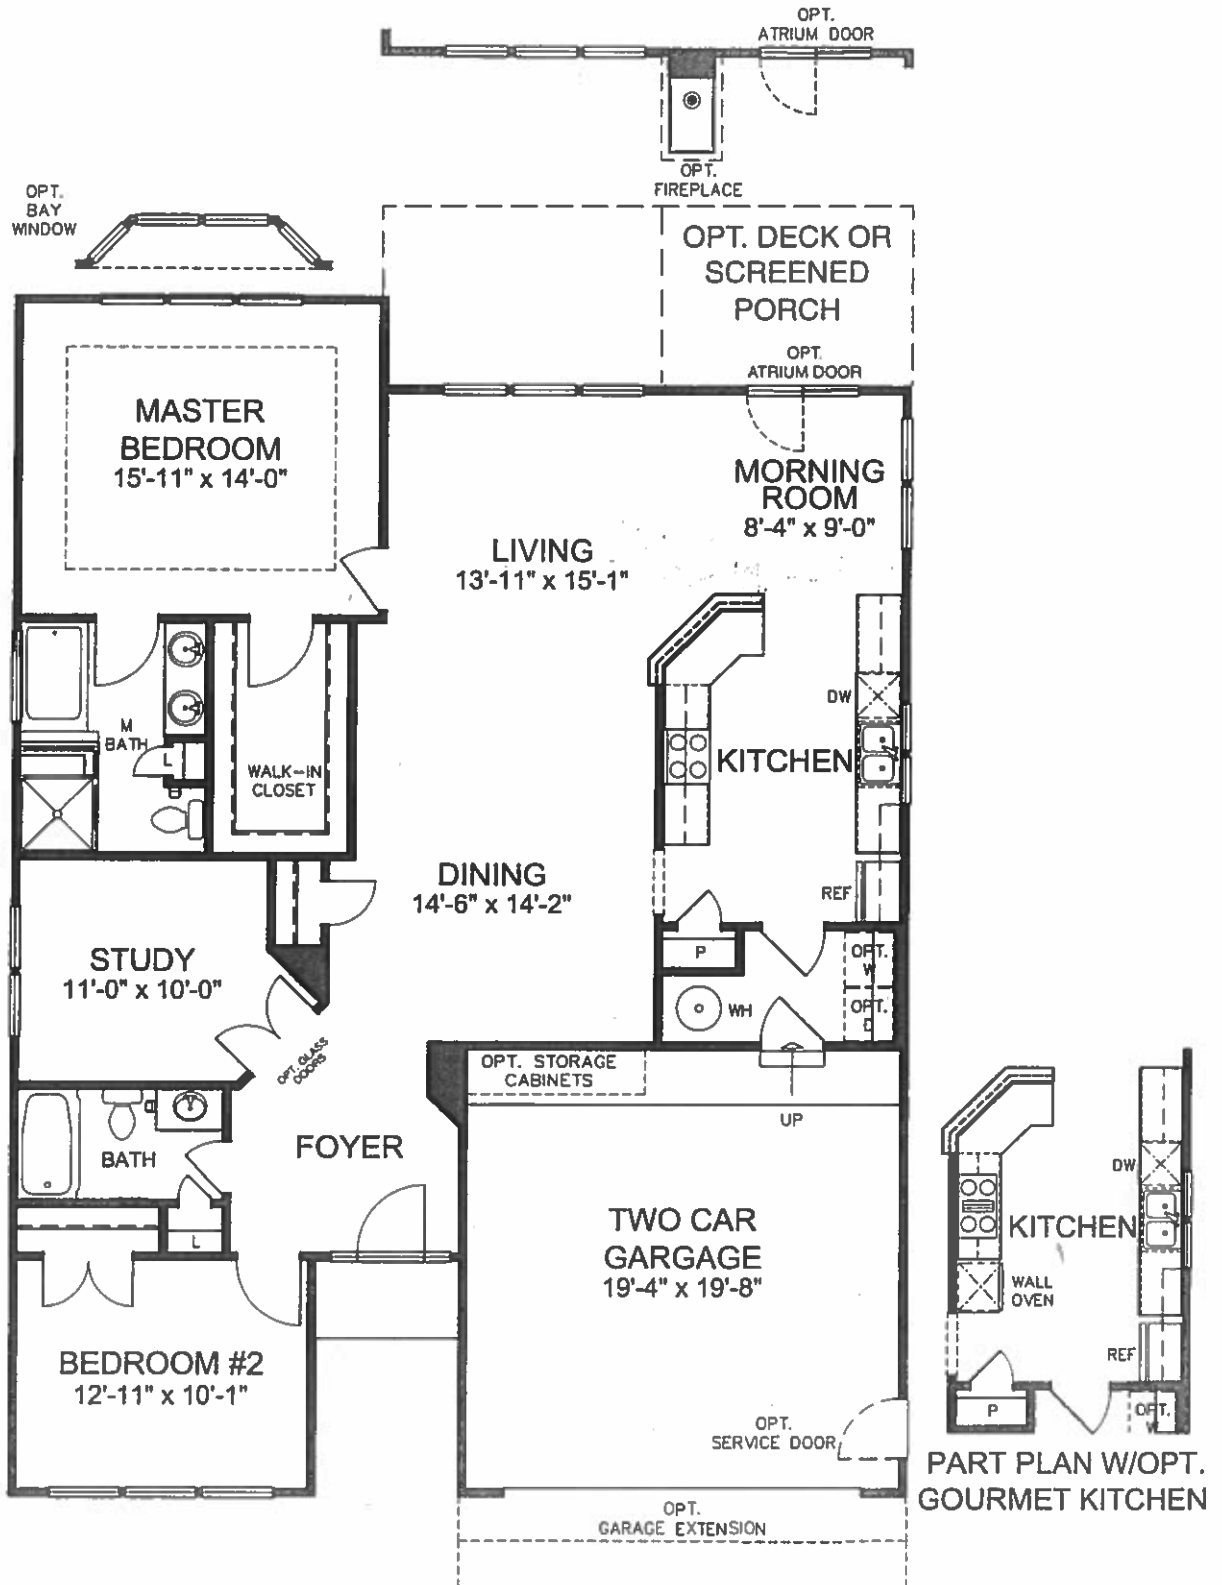 OPT.
ATRIUM DOOR
OPT.
FIREPLACE
OPT.
BAY
WINDOW
OPT. DECK OR
SCREENED
PORCH
OPT.
ATRIUM DOOR
MASTER
BEDROOM
15'-11" x 14'-0"
MORNING
ROOM
8'-4" x 9'-0"
LIVING
13'-11" x 15'-1"
M
BATH
L
WALK-IN
CLOSET
DW
KITCHEN
REF
DINING
14'-6" x 14'-2"
STUDY
11'-0" x 10'-0"
OPT. GLASS
DOORS
P
WH
OPT.
W
OPT.
D
OPT. STORAGE
CABINETS
UP
BATH
L
FOYER
TWO CAR
GARGAGE
19'-4" x 19'-8"
BEDROOM #2
12'-11" x 10'-1"
OPT.
SERVICE DOOR
OPT.
GARAGE EXTENSION
DW
KITCHEN
WALL
OVEN
REF
P
OPT.
W
PART PLAN W/OPT.
GOURMET KITCHEN